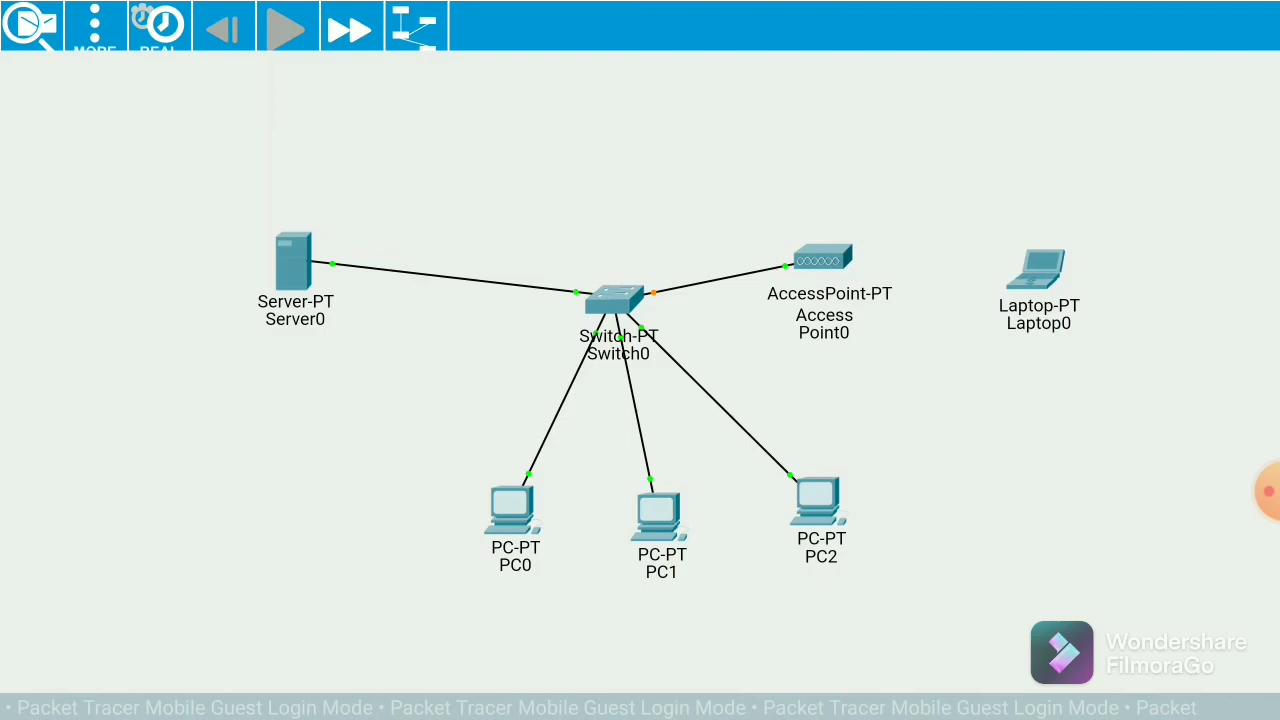 MORE
REAL
Server-PT
Server0
Switch-PT
Switch0
AccessPoint-PT
Access
Point0
Laptop-PT
Laptop0
PC-PT
PC0
PC-PT
PC1
PC-PT
PC2
Wondershare
FilmoraGo
• Packet Tracer Mobile Guest Login Mode • Packet Tracer Mobile Guest Login Mode • Packet Tracer Mobile Guest Login Mode • Packet